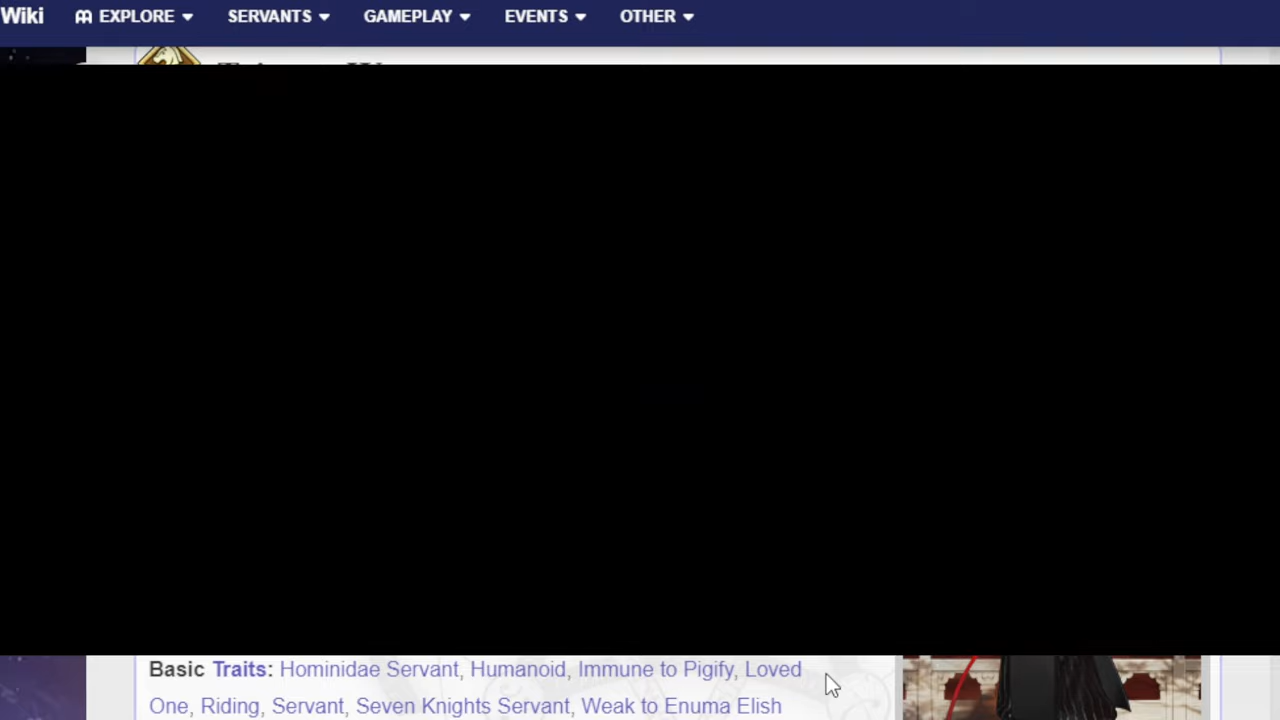 Wiki EXPLORE SERVANTS GAMEPLAY EVENTS OTHER
Basic Traits: Hominidae Servant, Humanoid, Immune to Pigify, Loved
One, Riding, Servant, Seven Knights Servant, Weak to Enuma Elish